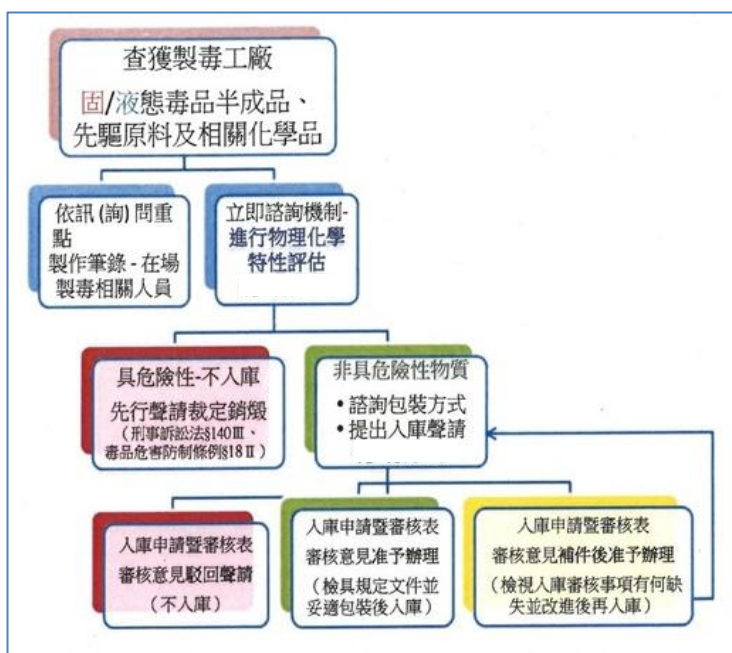 查獲製毒工廠
固/液態毒品半成品、
先驅原料及相關化學品
依訊(詢)問重
點
製作筆錄-在場
製毒相關人員
立即諮詢機制-
進行物理化學
特性評估
具危險性-不入庫
先行聲請裁定銷燬
(刑事訴訟法§140Ⅲ、
毒品危害防制條例§18Ⅱ)
非具危險性物質
•諮詢包裝方式
•提出入庫聲請
入庫申請暨審核表
審核意見駁回聲請
(不入庫)
入庫申請暨審核表
審核意見准予辦理
(檢具規定文件並
妥適包裝後入庫)
入庫申請暨審核表
審核意見補件後准予辦理
(檢視入庫審核事項有何缺
失並改進後再入庫)